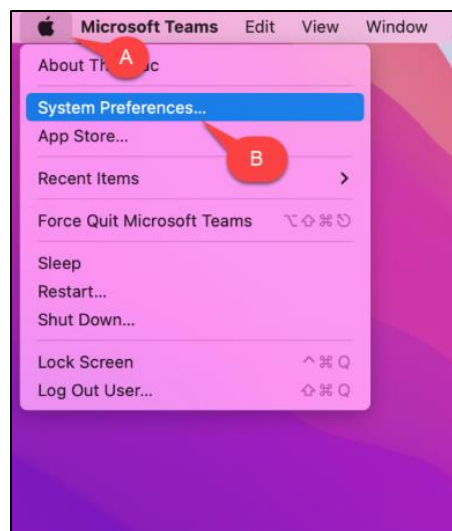 Microsoft Teams Edit View Window
A
About Th ac
System Preferences...
B
App Store...
Recent Items >
Force Quit Microsoft Teams ⌥⇧⌘⎋
Sleep
Restart...
Shut Down...
Lock Screen ^⌘Q
Log Out User... ⇧⌘Q